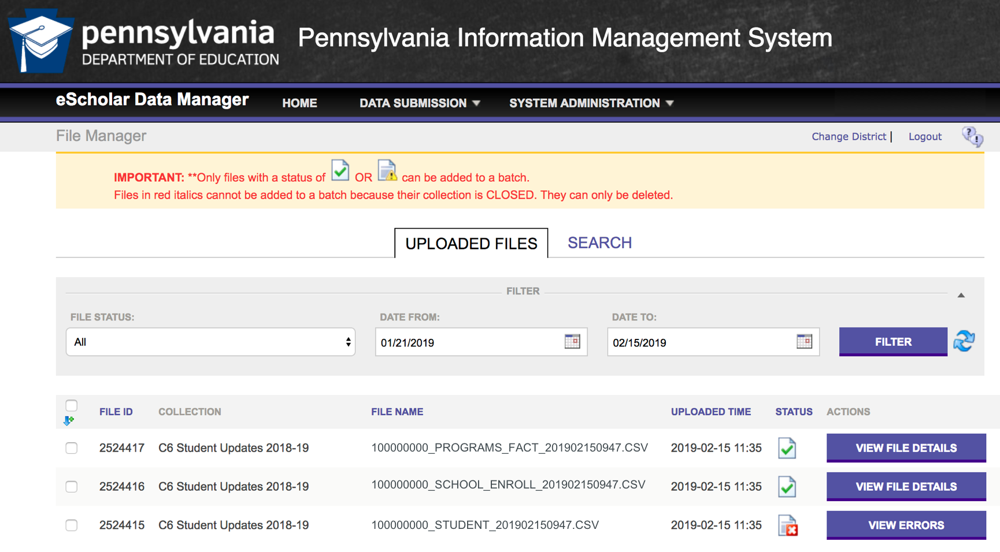 pennsylvania
DEPARTMENT OF EDUCATION
Pennsylvania Information Management System
eScholar Data Manager HOME DATA SUBMISSION SYSTEM ADMINISTRATION
File Manager Change District | Logout ? !
IMPORTANT: **Only files with a status of OR can be added to a batch.
Files in red italics cannot be added to a batch because their collection is CLOSED. They can only be deleted.
UPLOADED FILES SEARCH
FILTER
FILE STATUS: DATE FROM: DATE TO:
All 01/21/2019 02/15/2019 FILTER
FILE ID COLLECTION FILE NAME UPLOADED TIME STATUS ACTIONS
2524417 C6 Student Updates 2018-19 100000000_PROGRAMS_FACT_201902150947.CSV 2019-02-15 11:35 VIEW FILE DETAILS
2524416 C6 Student Updates 2018-19 100000000_SCHOOL_ENROLL_201902150947.CSV 2019-02-15 11:35 VIEW FILE DETAILS
2524415 C6 Student Updates 2018-19 100000000_STUDENT_201902150947.CSV 2019-02-15 11:35 VIEW ERRORS